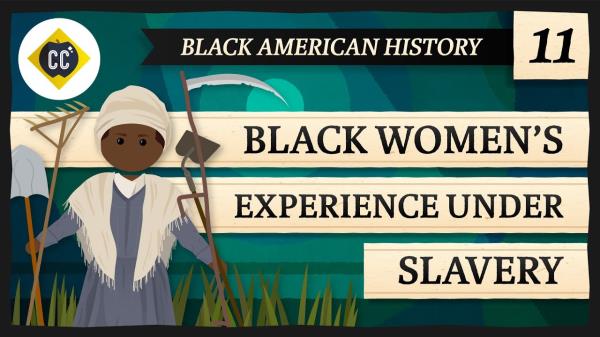 CC
BLACK AMERICAN HISTORY
11
BLACK WOMEN'S
EXPERIENCE UNDER
SLAVERY